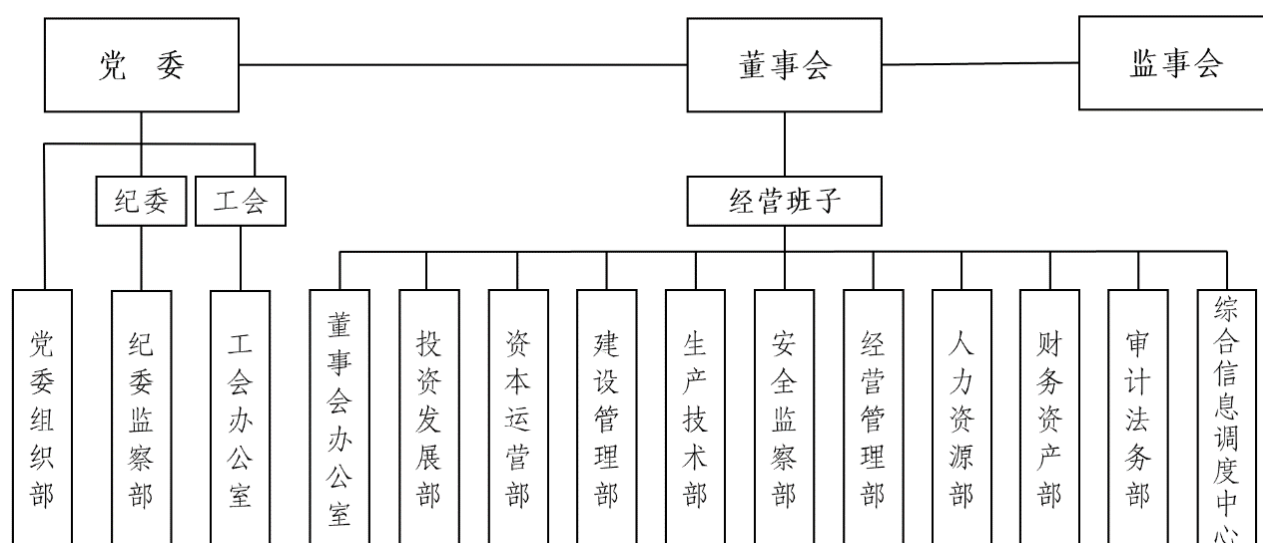 党 委
董事会
监事会
纪委
工会
经营班子
党委组织部
纪委监察部
工会办公室
董事会办公室
投资发展部
资本运营部
建设管理部
生产技术部
安全监察部
经营管理部
人力资源部
财务资产部
审计法务部
综合信息调度中心